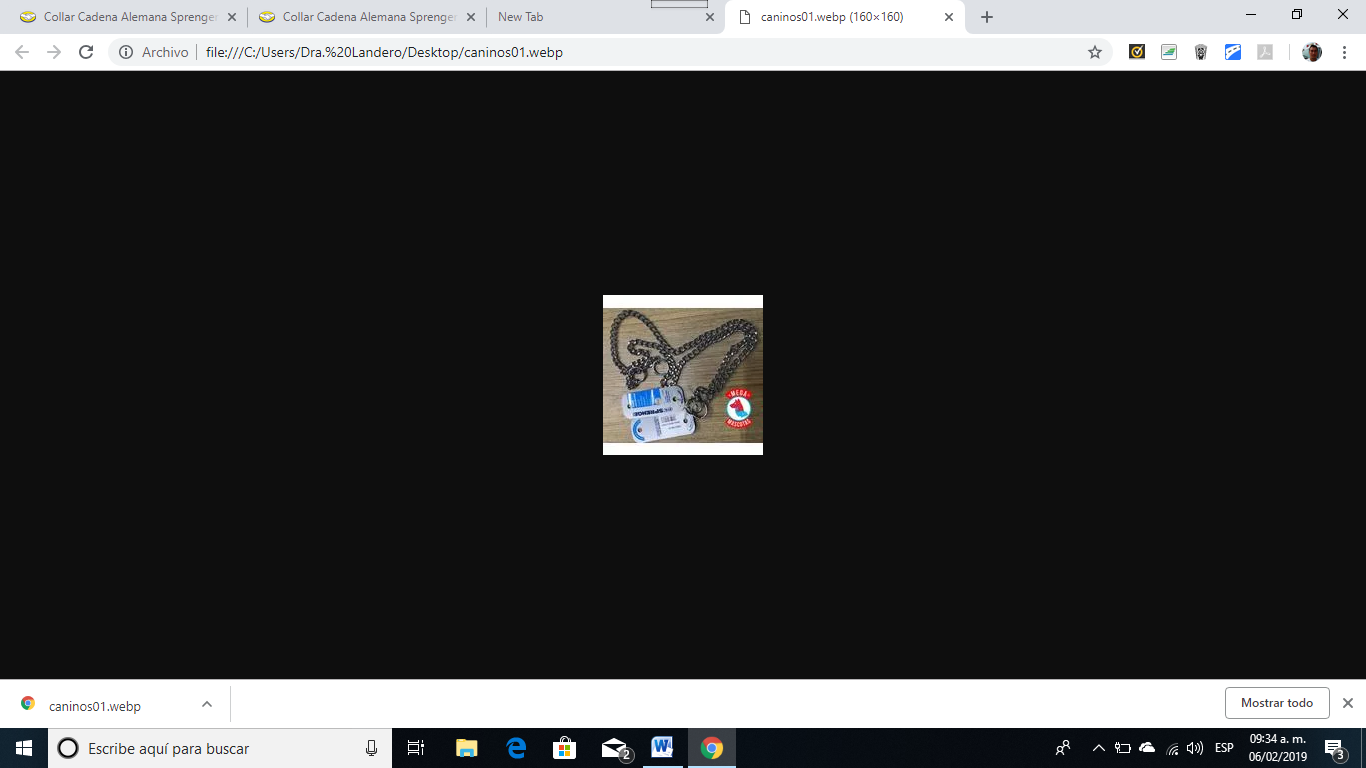 Collar Cadena Alemana Sprenger
Collar Cadena Alemana Sprenger
New Tab
caninos01.webp (160×160)
Archivo
file:///C:/Users/Dra.%20Landero/Desktop/caninos01.webp
SPRENGER
MEGA
MASCOTAS
caninos01.webp
Mostrar todo
Escribe aquí para buscar
2
ESP
09:34 a. m.
06/02/2019
3